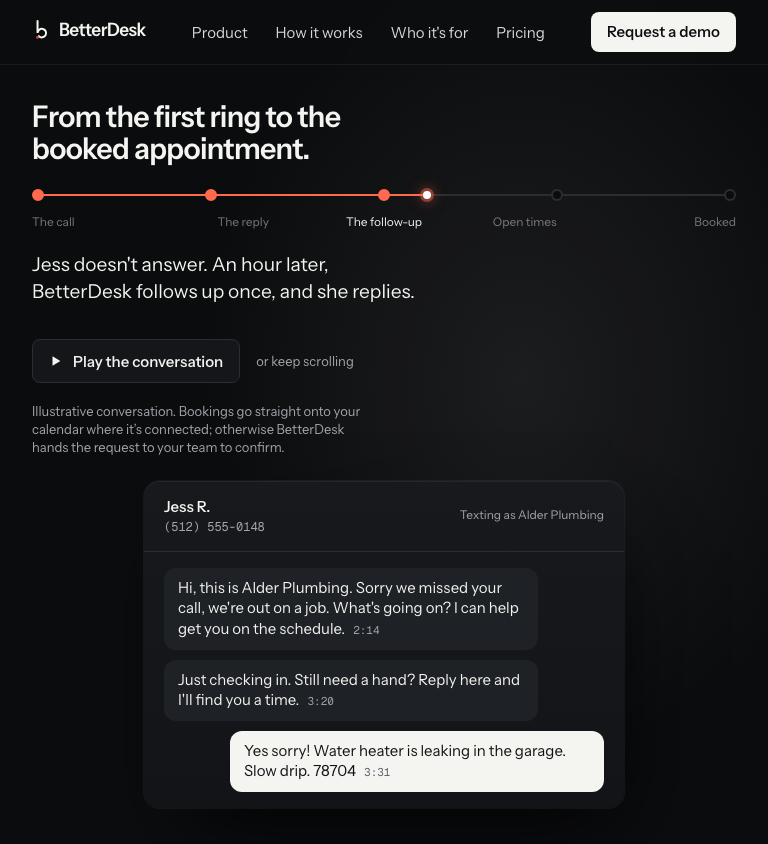 BetterDesk
Product
How it works
Who it's for
Pricing
Request a demo
From the first ring to the
booked appointment.
The call
The reply
The follow-up
Open times
Booked
Jess doesn't answer. An hour later,
BetterDesk follows up once, and she replies.
Play the conversation
or keep scrolling
Illustrative conversation. Bookings go straight onto your
calendar where it's connected; otherwise BetterDesk
hands the request to your team to confirm.
Jess R.
(512) 555-0148
Texting as Alder Plumbing
Hi, this is Alder Plumbing. Sorry we missed your
call, we're out on a job. What's going on? I can help
get you on the schedule. 2:14
Just checking in. Still need a hand? Reply here and
I'll find you a time. 3:20
Yes sorry! Water heater is leaking in the garage.
Slow drip. 78704 3:31